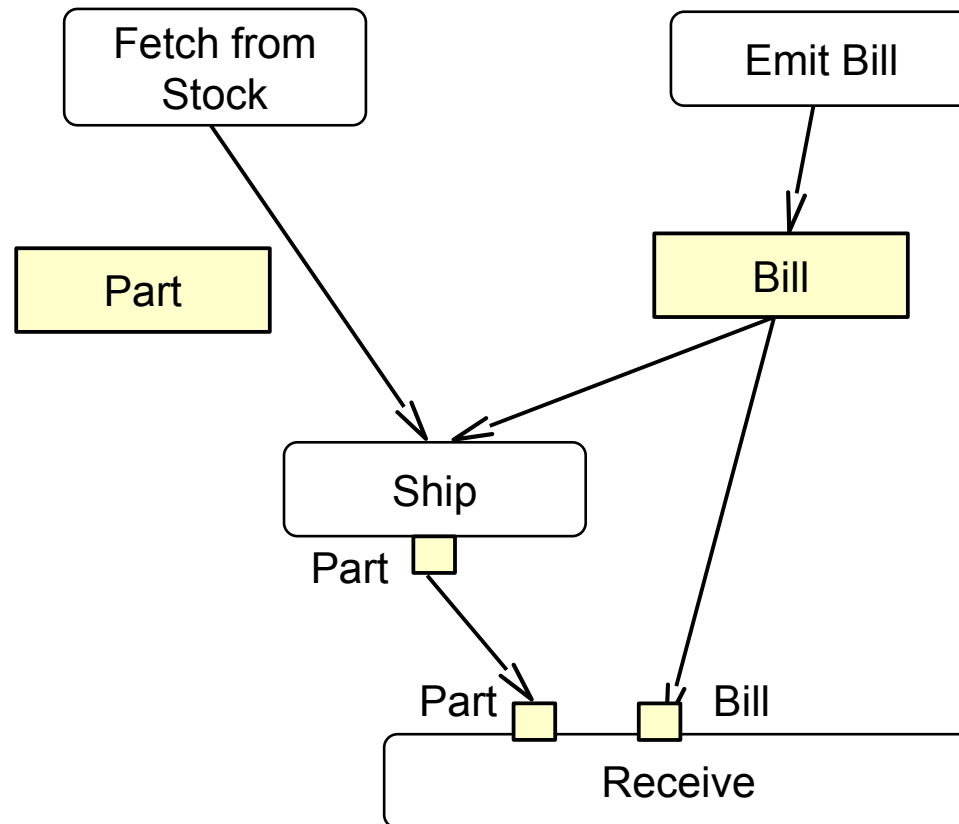 Fetch from
Stock
Emit Bill
Part
Bill
Ship
Part
Part
Bill
Receive